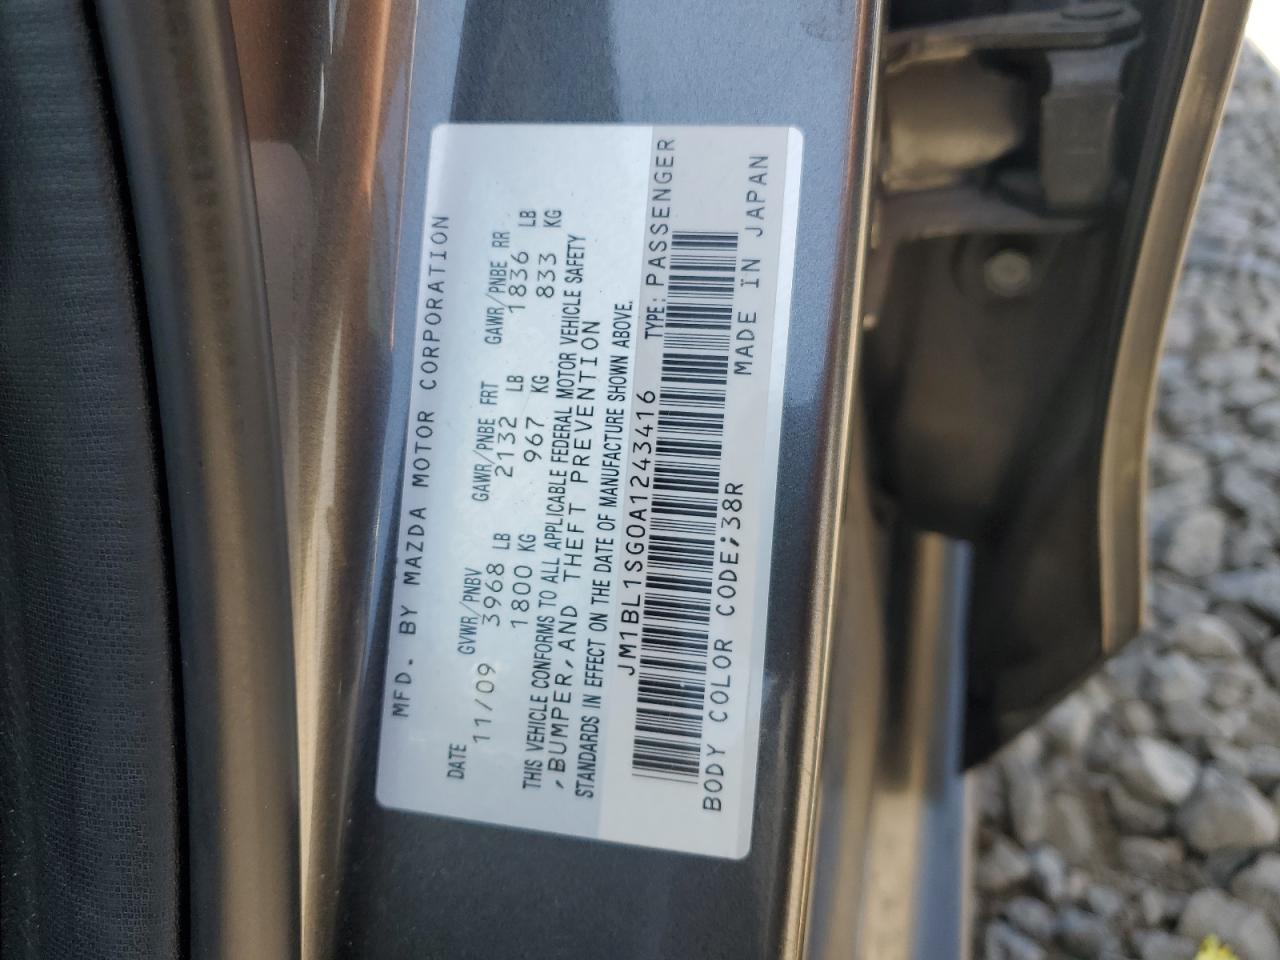 MFD. BY MAZDA MOTOR CORPORATION
DATE GVWR/PNBV GAWR/PNBE FRT GAWR/PNBE RR
11/09 3968 LB 2132 LB 1836 LB
1800 KG 967 KG 833 KG
THIS VEHICLE CONFORMS TO ALL APPLICABLE FEDERAL MOTOR VEHICLE SAFETY
,BUMPER,AND THEFT PREVENTION
STANDARDS IN EFFECT ON THE DATE OF MANUFACTURE SHOWN ABOVE.
JM1BL1SG0A1243416 TYPE: PASSENGER
BODY COLOR CODE;38R MADE IN JAPAN